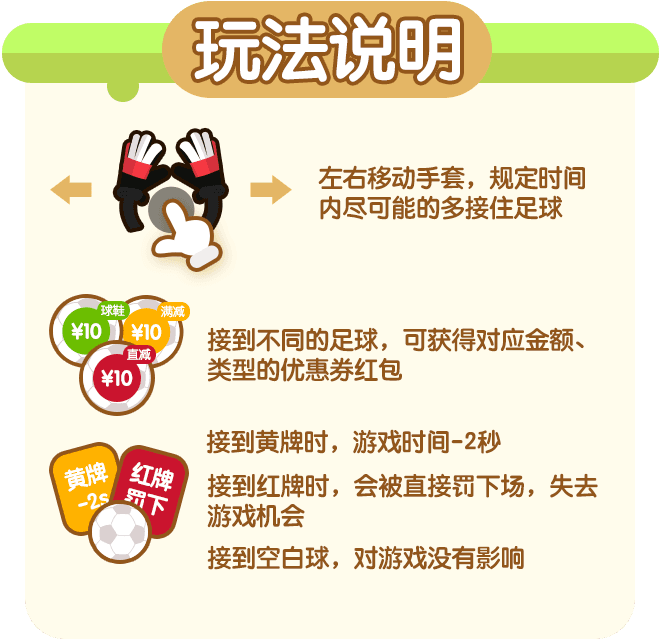 玩法说明
左右移动手套，规定时间
内尽可能的多接住足球
球鞋
¥10
满减
¥10
直减
¥10
接到不同的足球，可获得对应金额、
类型的优惠券红包
黄牌
-2s
红牌
罚下
接到黄牌时，游戏时间-2秒
接到红牌时，会被直接罚下场，失去
游戏机会
接到空白球，对游戏没有影响